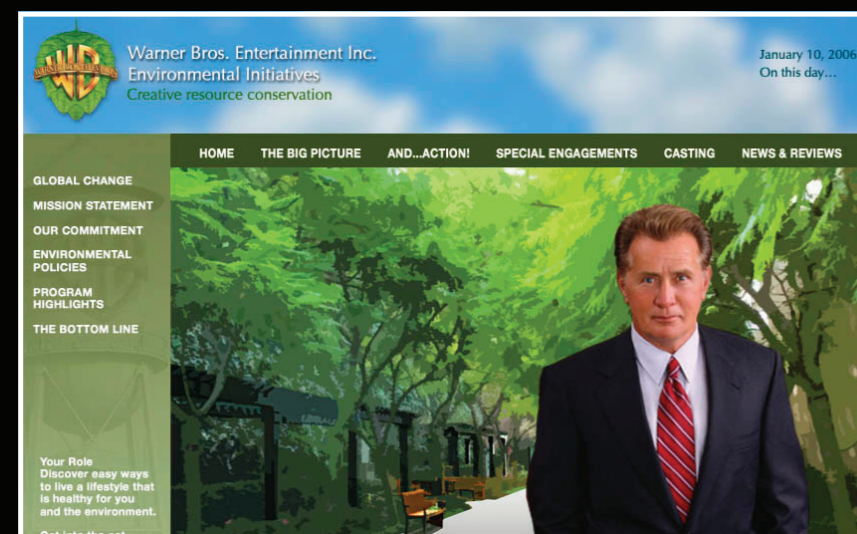 WB
Warner Bros. Entertainment Inc.
Environmental Initiatives
Creative resource conservation
January 10, 2006
On this day…
HOME THE BIG PICTURE AND...ACTION! SPECIAL ENGAGEMENTS CASTING NEWS & REVIEWS
GLOBAL CHANGE
MISSION STATEMENT
OUR COMMITMENT
ENVIRONMENTAL
POLICIES
PROGRAM
HIGHLIGHTS
THE BOTTOM LINE
Your Role
Discover easy ways
to live a lifestyle that
is healthy for you
and the environment.